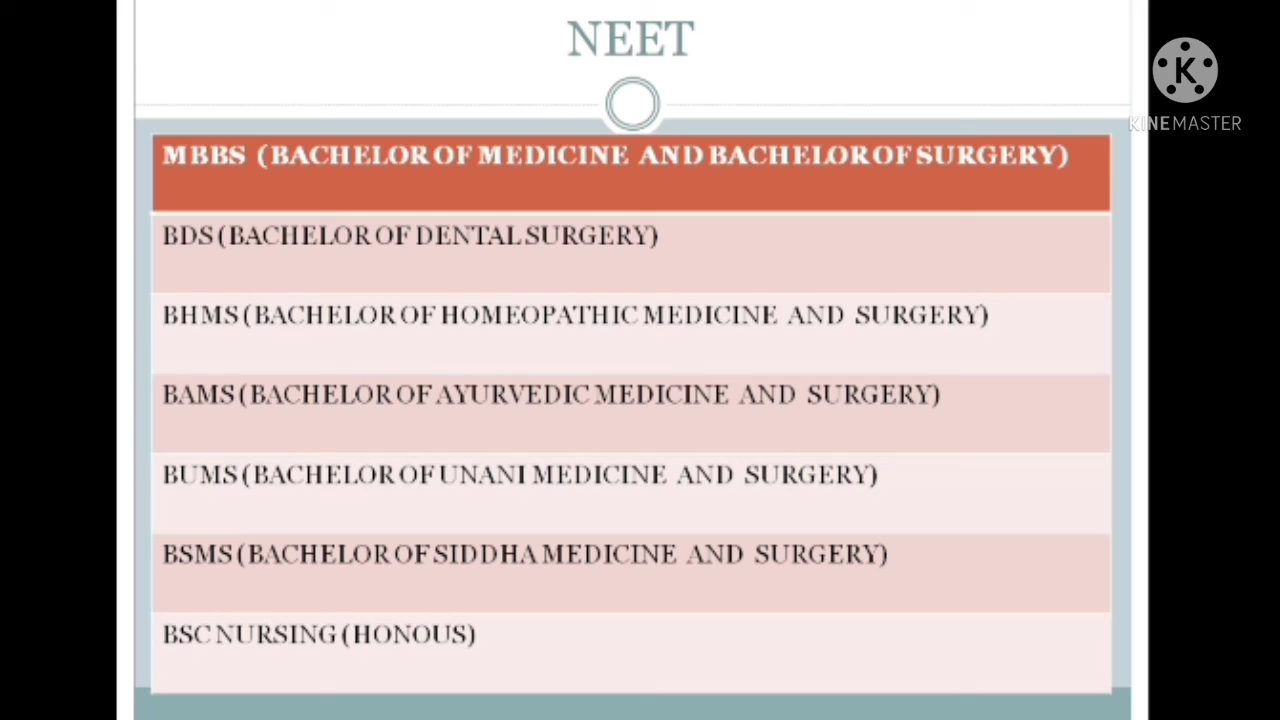 NEET
K
KINEMASTER
MBBS (BACHELOR OF MEDICINE AND BACHELOR OF SURGERY)
BDS (BACHELOR OF DENTAL SURGERY)
BHMS (BACHELOR OF HOMEOPATHIC MEDICINE AND SURGERY)
BAMS (BACHELOR OF AYURVEDIC MEDICINE AND SURGERY)
BUMS (BACHELOR OF UNANI MEDICINE AND SURGERY)
BSMS (BACHELOR OF SIDDHA MEDICINE AND SURGERY)
BSC NURSING (HONOUS)